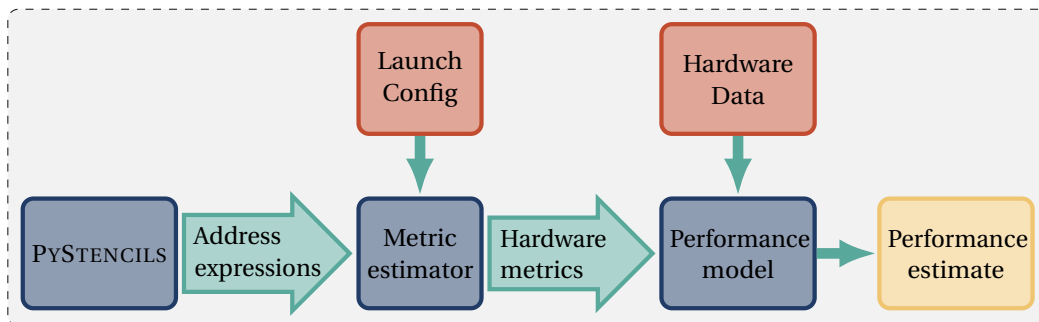 Launch
Config
Hardware
Data
PYSTENCILS
Address
expressions
Metric
estimator
Hardware
metrics
Performance
model
Performance
estimate